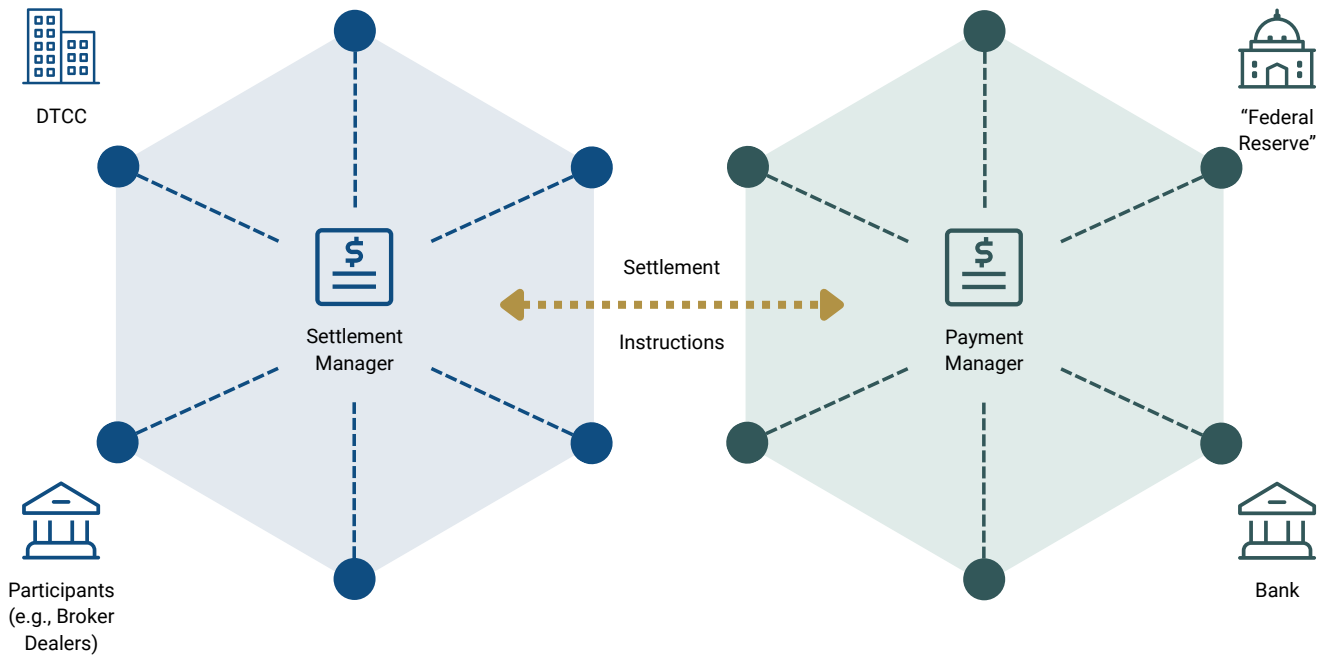 DTCC
“Federal
Reserve”
$
$
Settlement
Settlement
Manager
Instructions
Payment
Manager
Participants
(e.g., Broker
Dealers)
Bank